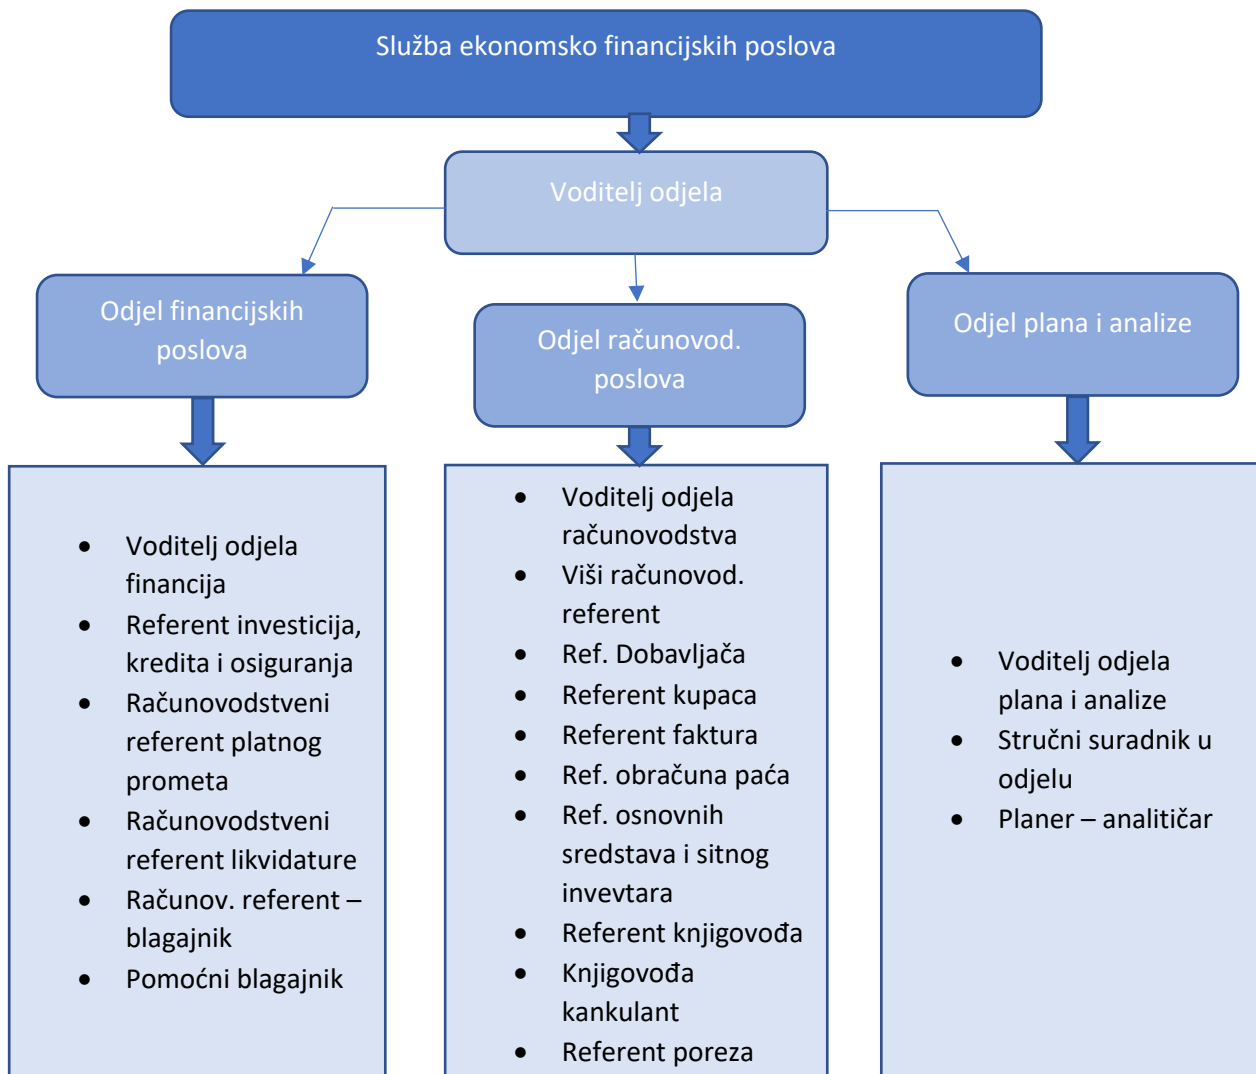 Služba ekonomsko financijskih poslova
Voditelj odjela
Odjel financijskih
poslova
Odjel računovod.
poslova
Odjel plana i analize
• Voditelj odjela
financija
• Referent investicija,
kredita i osiguranja
• Računovodstveni
referent platnog
prometa
• Računovodstveni
referent likvidature
• Računov. referent –
blagajnik
• Pomoćni blagajnik
• Voditelj odjela
računovodstva
• Viši računovod.
referent
• Ref. Dobavljača
• Referent kupaca
• Referent faktura
• Ref. obračuna paća
• Ref. osnovnih
sredstava i sitnog
invevtara
• Referent knjigovođa
• Knjigovođa
kankulant
• Referent poreza
• Voditelj odjela
plana i analize
• Stručni suradnik u
odjelu
• Planer – analitičar